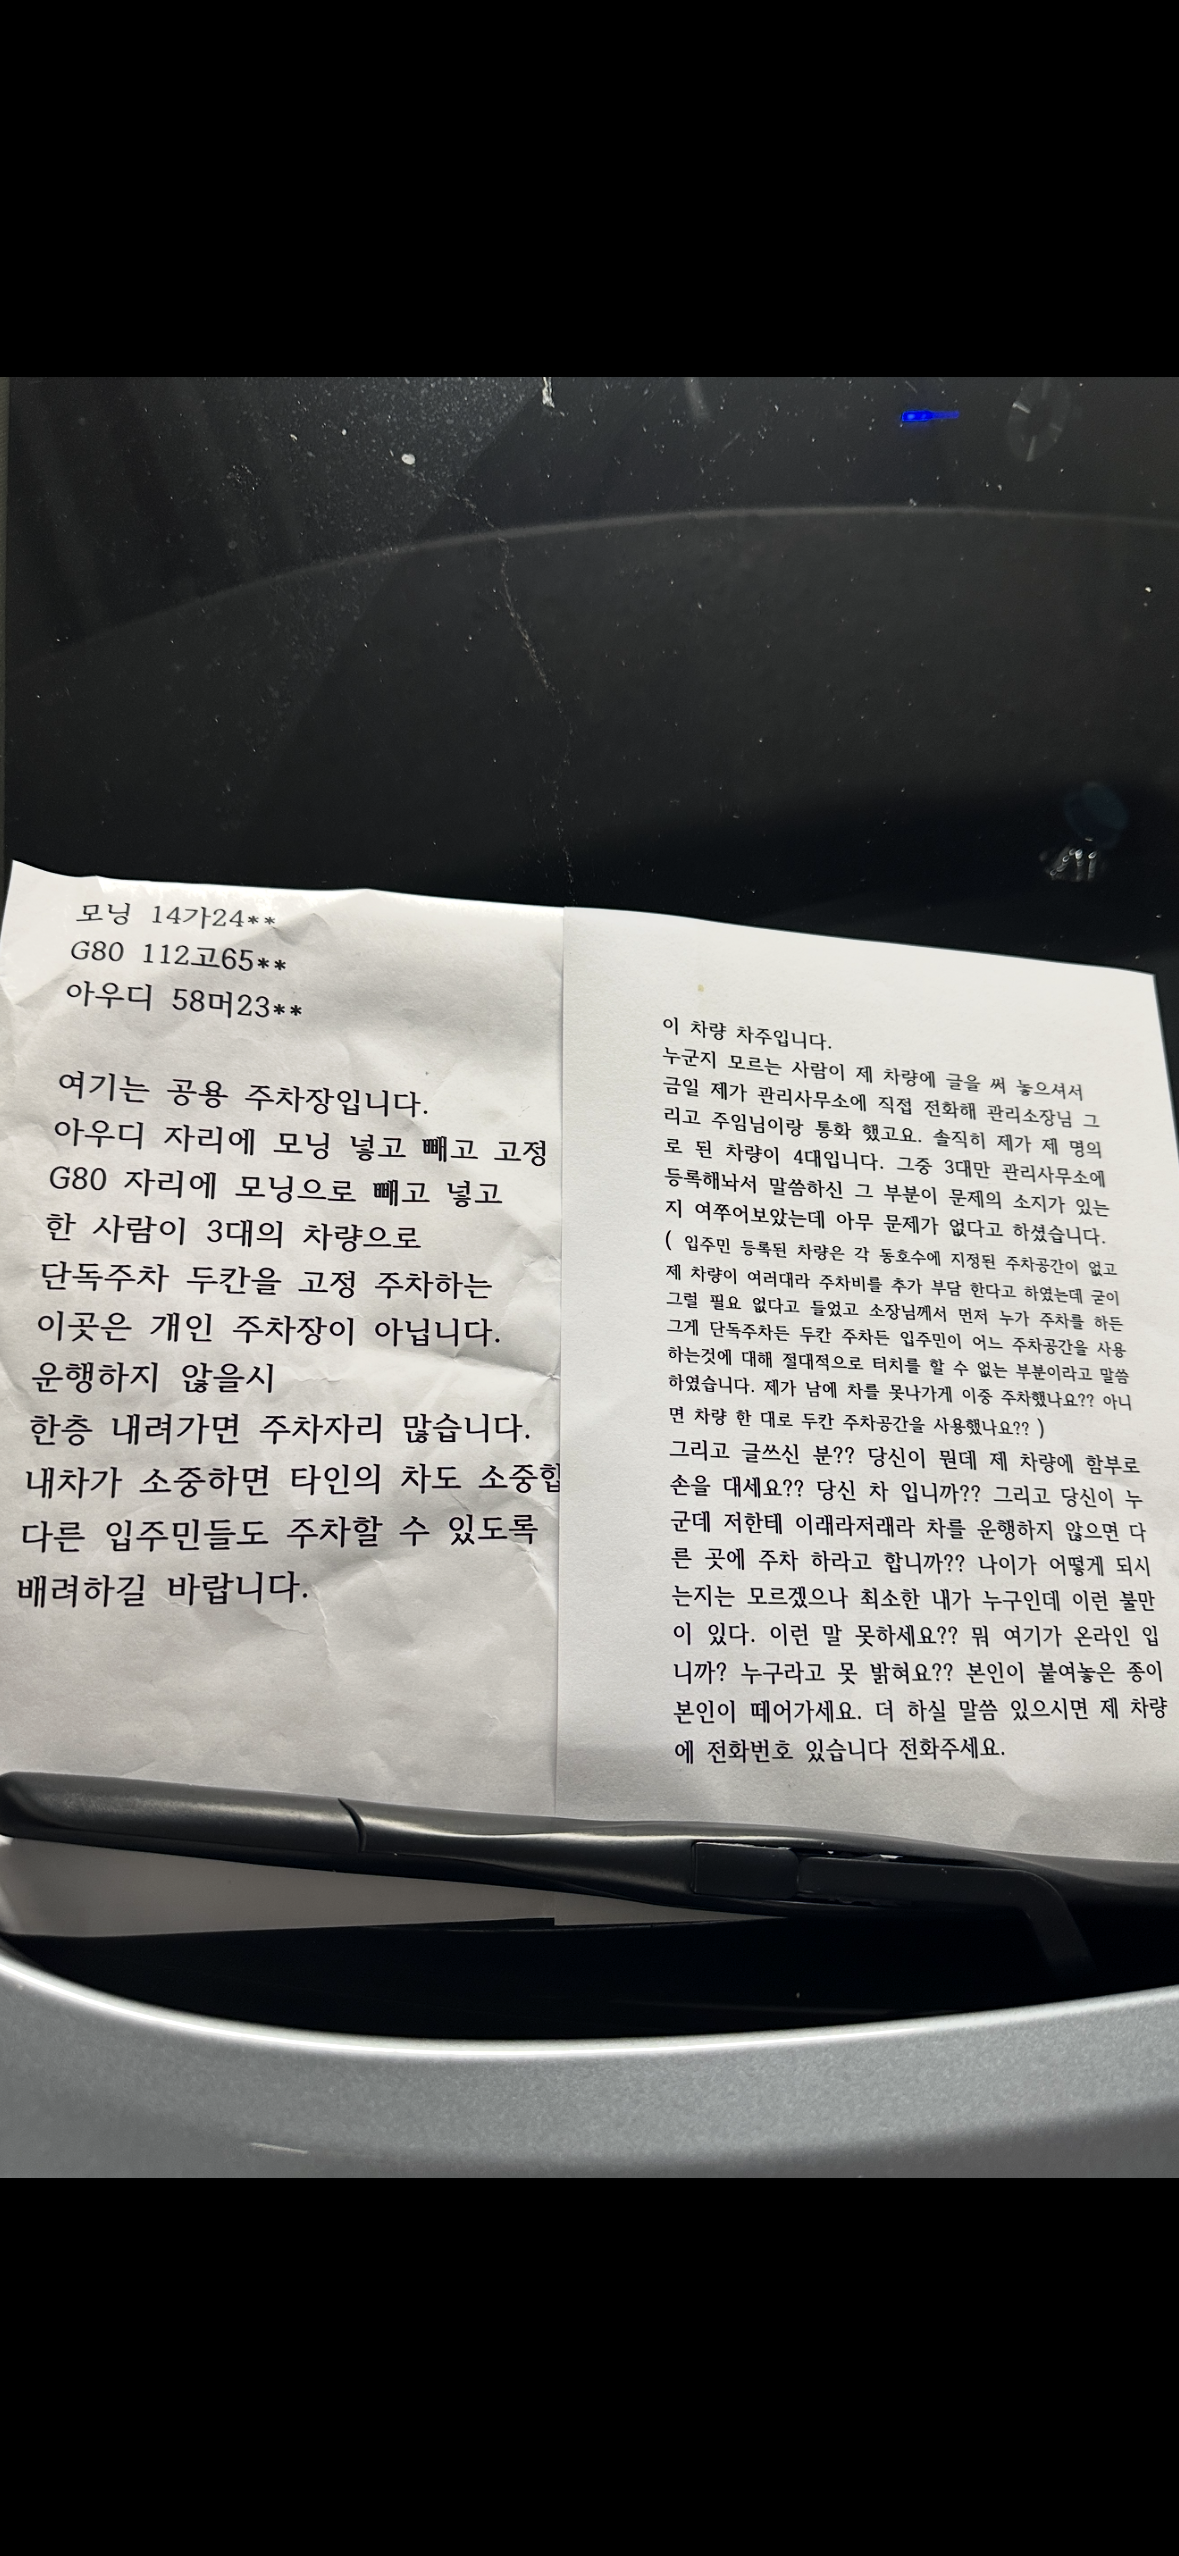 모닝 14가24**
G80 112고65**
아우디 58머23**
여기는 공용 주차장입니다.
아우디 자리에 모닝 넣고 빼고 고정
G80 자리에 모닝으로 빼고 넣고
한 사람이 3대의 차량으로
단독주차 두칸을 고정 주차하는
이곳은 개인 주차장이 아닙니다.
운행하지 않을시
한층 내려가면 주차자리 많습니다.
내차가 소중하면 타인의 차도 소중합
다른 입주민들도 주차할 수 있도록
배려하길 바랍니다.
이 차량 차주입니다.
누군지 모르는 사람이 제 차량에 글을 써 놓으셔서
금일 제가 관리사무소에 직접 전화해 관리소장님 그
리고 주임님이랑 통화 했고요. 솔직히 제가 제 명의
로 된 차량이 4대입니다. 그중 3대만 관리사무소에
등록해놔서 말씀하신 그 부분이 문제의 소지가 있는
지 여쭈어보았는데 아무 문제가 없다고 하셨습니다.
( 입주민 등록된 차량은 각 동호수에 지정된 주차공간이 없고
제 차량이 여러대라 주차비를 추가 부담 한다고 하였는데 굳이
그럴 필요 없다고 들었고 소장님께서 먼저 누가 주차를 하든
그게 단독주차든 두칸 주차든 입주민이 어느 주차공간을 사용
하는것에 대해 절대적으로 터치를 할 수 없는 부분이라고 말씀
하였습니다. 제가 남에 차를 못나가게 이중 주차했나요?? 아니
면 차량 한 대로 두칸 주차공간을 사용했나요?? )
그리고 글쓰신 분?? 당신이 뭔데 제 차량에 함부로
손을 대세요?? 당신 차 입니까?? 그리고 당신이 누
군데 저한테 이래라저래라 차를 운행하지 않으면 다
른 곳에 주차 하라고 합니까?? 나이가 어떻게 되시
는지는 모르겠으나 최소한 내가 누구인데 이런 불만
이 있다. 이런 말 못하세요?? 뭐 여기가 온라인 입
니까? 누구라고 못 밝혀요?? 본인이 붙여놓은 종이
본인이 떼어가세요. 더 하실 말씀 있으시면 제 차량
에 전화번호 있습니다 전화주세요.